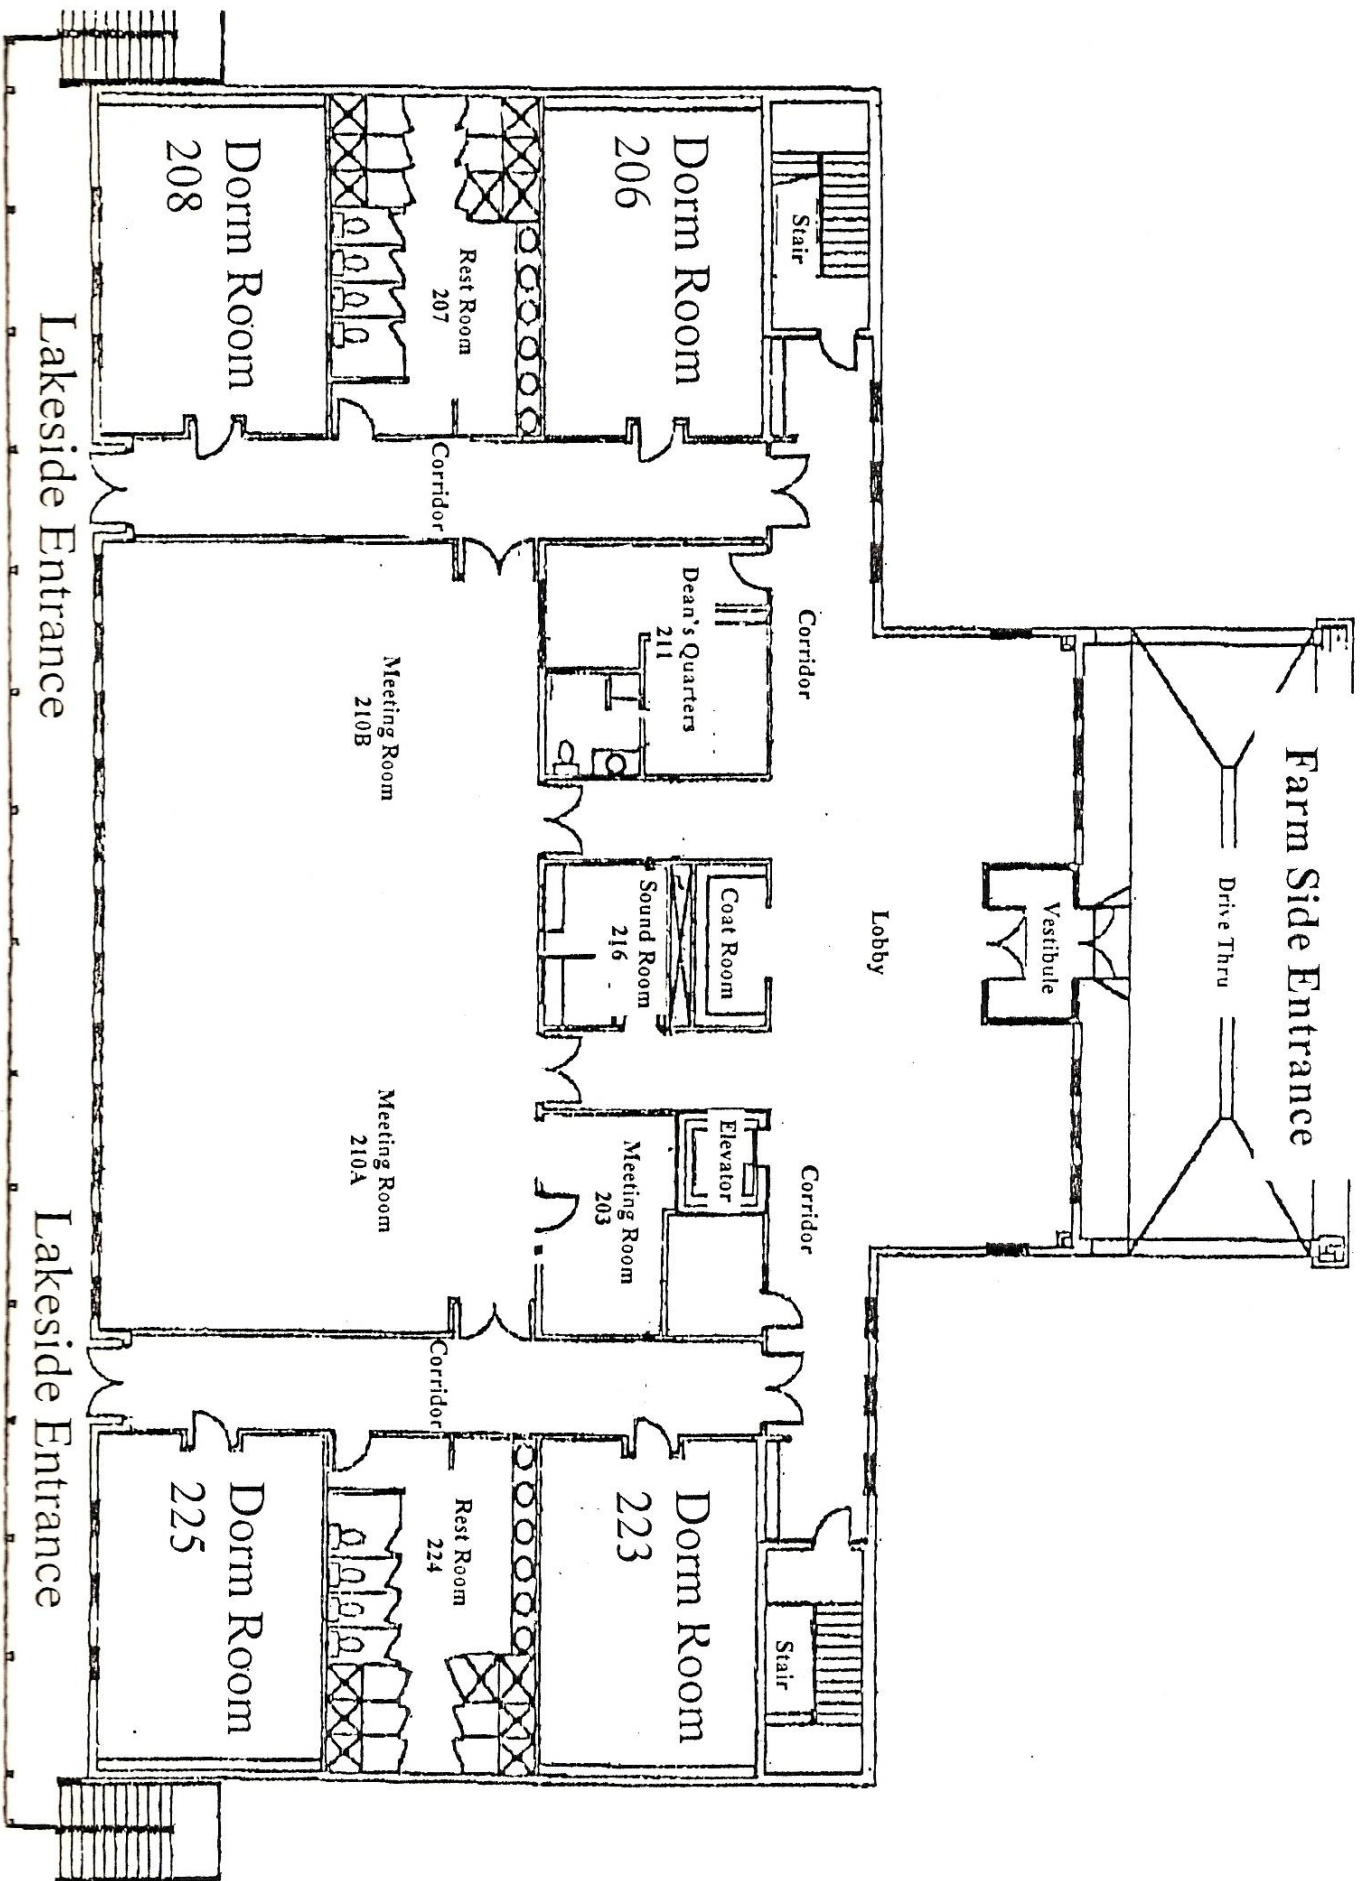 Farm Side Entrance
Drive Thru
Vestibule
Lobby
Stair
Corridor
Corridor
Stair
Dorm Room
206
Dean's Quarters
211
Coat Room
Sound Room
216
Elevator
Meeting Room
203
Dorm Room
223
Rest Room
207
Corridor
Corridor
Rest Room
224
Meeting Room
210B
Meeting Room
210A
Dorm Room
208
Dorm Room
225
Lakeside Entrance
Lakeside Entrance